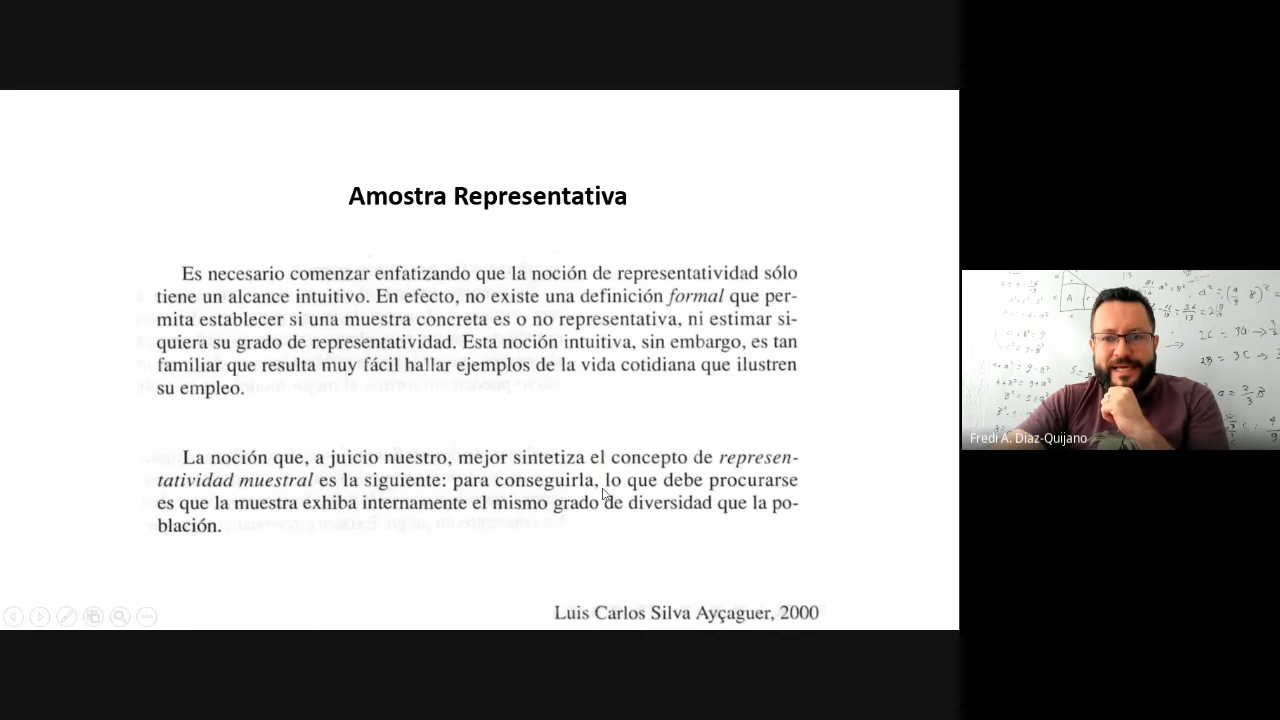 Amostra Representativa
Es necesario comenzar enfatizando que la noción de representatividad sólo
tiene un alcance intuitivo. En efecto, no existe una definición formal que per-
mita establecer si una muestra concreta es o no representativa, ni estimar si-
quiera su grado de representatividad. Esta noción intuitiva, sin embargo, es tan
familiar que resulta muy fácil hallar ejemplos de la vida cotidiana que ilustren
su empleo.
La noción que, a juicio nuestro, mejor sintetiza el concepto de represen-
tatividad muestral es la siguiente: para conseguirla, lo que debe procurarse
es que la muestra exhiba internamente el mismo grado de diversidad que la po-
blación.
Luis Carlos Silva Ayçaguer, 2000
Fredi A. Diaz-Quijano